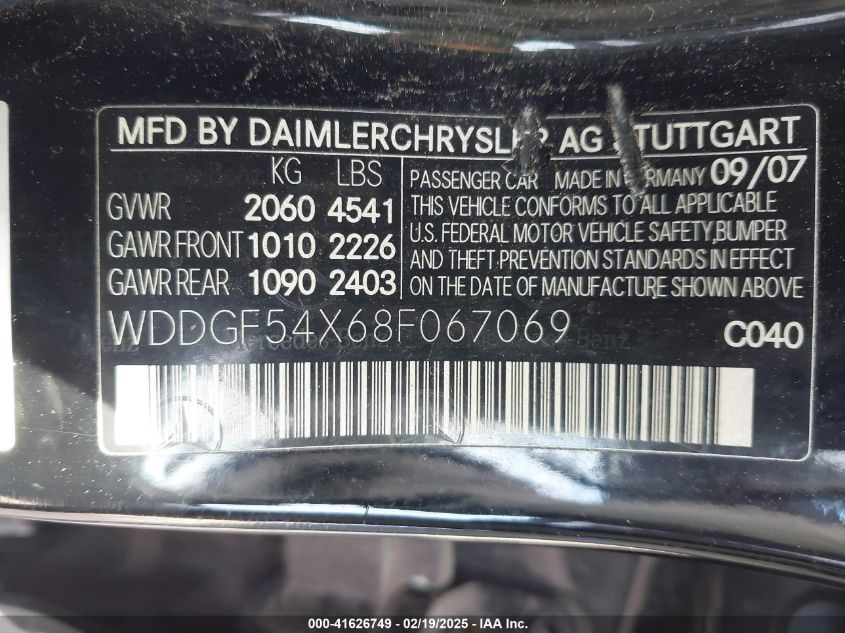 MFD BY DAIMLERCHRYSLER AG STUTTGART
KG LBS
GVWR 2060 4541
GAWR FRONT 1010 2226
GAWR REAR 1090 2403
PASSENGER CAR MADE IN GERMANY 09/07
THIS VEHICLE CONFORMS TO ALL APPLICABLE
U.S. FEDERAL MOTOR VEHICLE SAFETY, BUMPER
AND THEFT PREVENTION STANDARDS IN EFFECT
ON THE DATE OF MANUFACTURE SHOWN ABOVE
WDDGF54X68F067069
C040
000-41626749 - 02/19/2025 - IAA Inc.